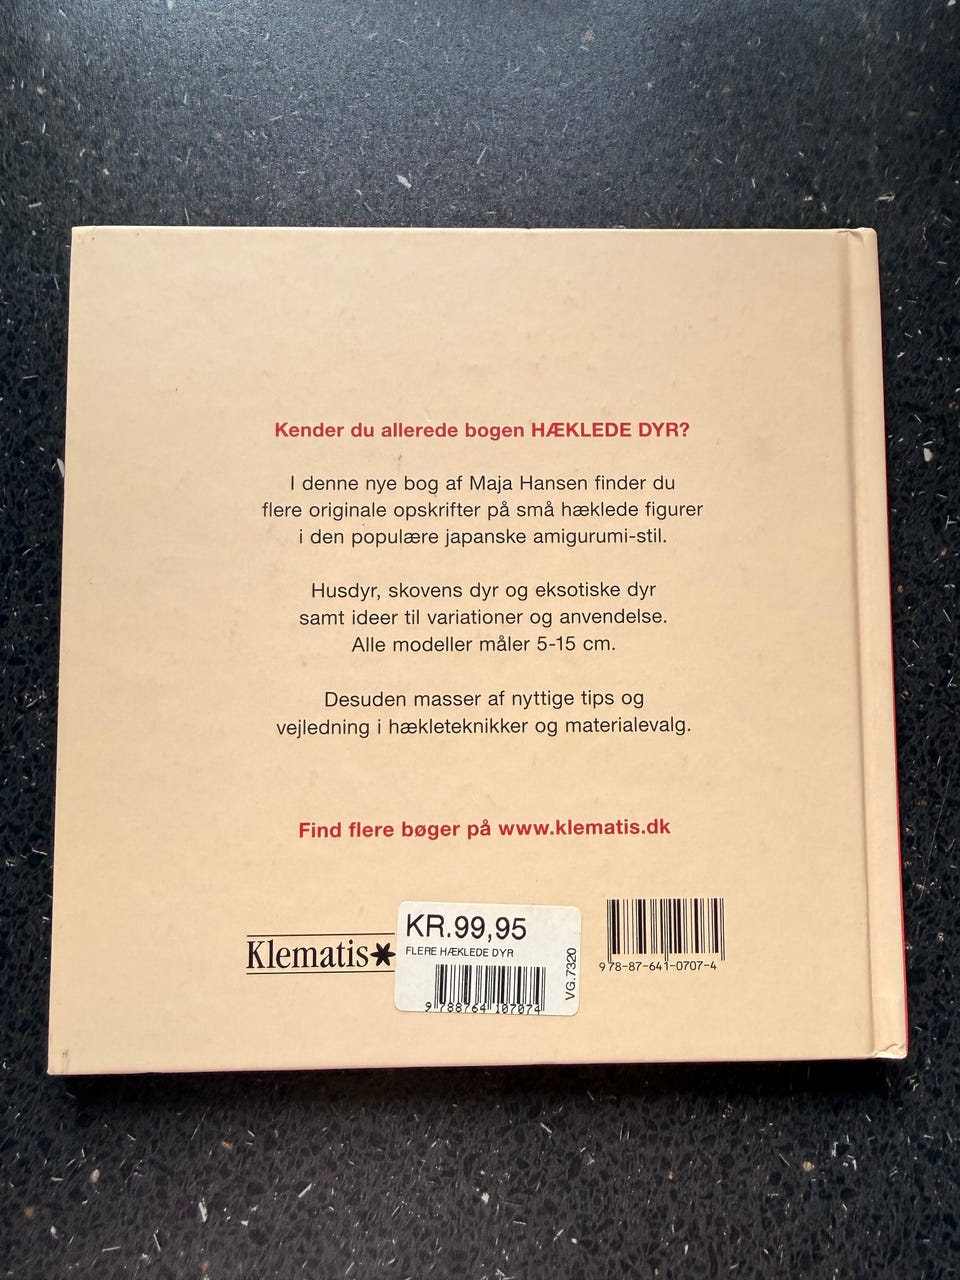 Kender du allerede bogen HÆKLEDE DYR?
I denne nye bog af Maja Hansen finder du
flere originale opskrifter på små hæklede figurer
i den populære japanske amigurumi-stil.
Husdyr, skovens dyr og eksotiske dyr
samt ideer til variationer og anvendelse.
Alle modeller måler 5-15 cm.
Desuden masser af nyttige tips og
vejledning i hækleteknikker og materialevalg.
Find flere bøger på www.klematis.dk
Klematis
KR.99,95
FLERE HÆKLEDE DYR
9 788764 107074
VG.7320
978-87-641-0707-4